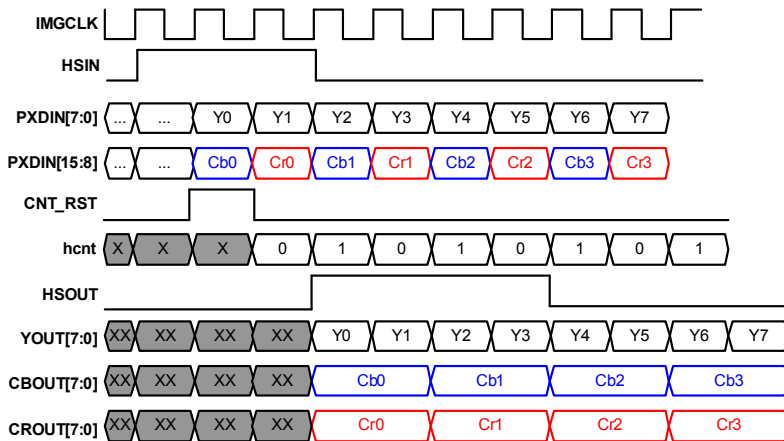 IMGCLK
HSIN
PXDIN[7:0] ... ... Y0 Y1 Y2 Y3 Y4 Y5 Y6 Y7
PXDIN[15:8] ... ... Cb0 Cr0 Cb1 Cr1 Cb2 Cr2 Cb3 Cr3
CNT_RST
hcnt X X X 0 1 0 1 0 1 0 1
HSOUT
YOUT[7:0] XX XX XX XX Y0 Y1 Y2 Y3 Y4 Y5 Y6 Y7
CBOUT[7:0] XX XX XX XX Cb0 Cb1 Cb2 Cb3
CROUT[7:0] XX XX XX XX Cr0 Cr1 Cr2 Cr3